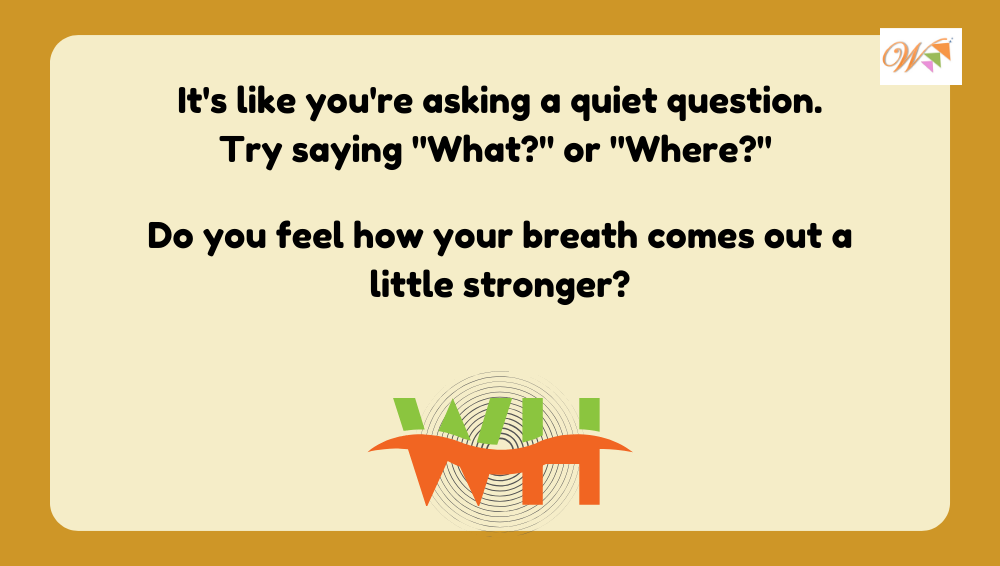 W
It's like you're asking a quiet question.
Try saying "What?" or "Where?"
Do you feel how your breath comes out a
little stronger?
WH